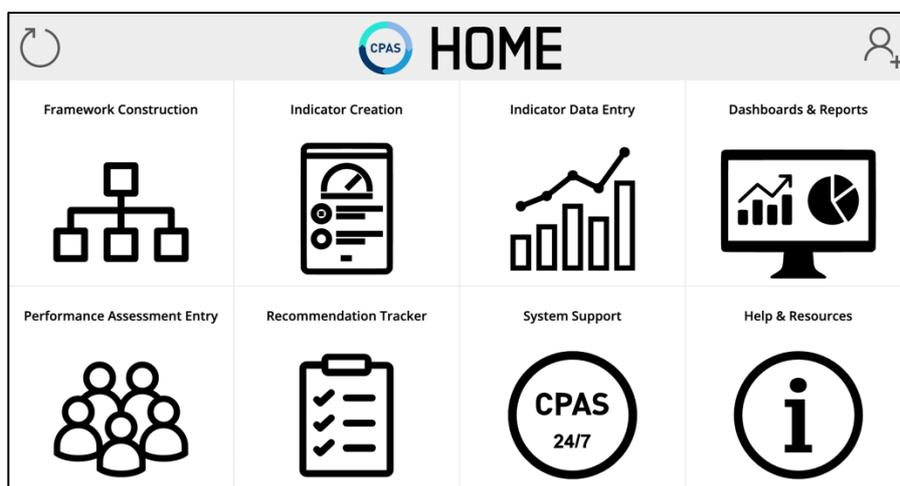 CPAS HOME
Framework Construction
Indicator Creation
Indicator Data Entry
Dashboards & Reports
Performance Assessment Entry
Recommendation Tracker
System Support
Help & Resources
CPAS
24/7
i